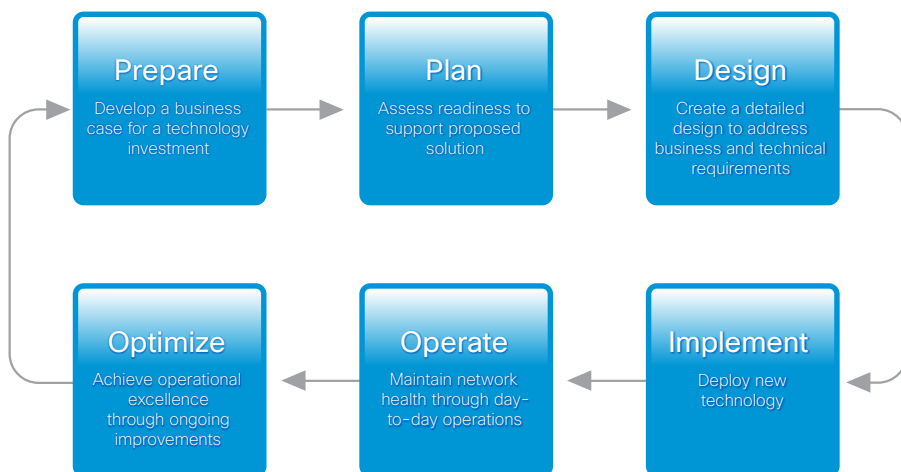 Prepare
Develop a business
case for a technology
investment
Plan
Assess readiness to
support proposed
solution
Design
Create a detailed
design to address
business and technical
requirements
Optimize
Achieve operational
excellence
through ongoing
improvements
Operate
Maintain network
health through day-
to-day operations
Implement
Deploy new
technology